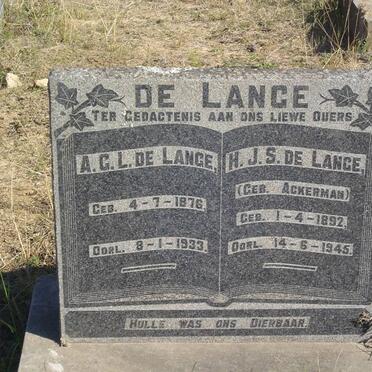 DE LANGE
TER GEDACTENIS AAN ONS LIEWE OUERS
A.G.L. DE LANGE,
GEB. 4-7-1876
OORL. 8-1-1933
H.J.S. DE LANGE,
(GEB. ACKERMAN)
GEB. 1-4-1892
OORL. 14-6-1945
HULLE WAS ONS DIERBAAR